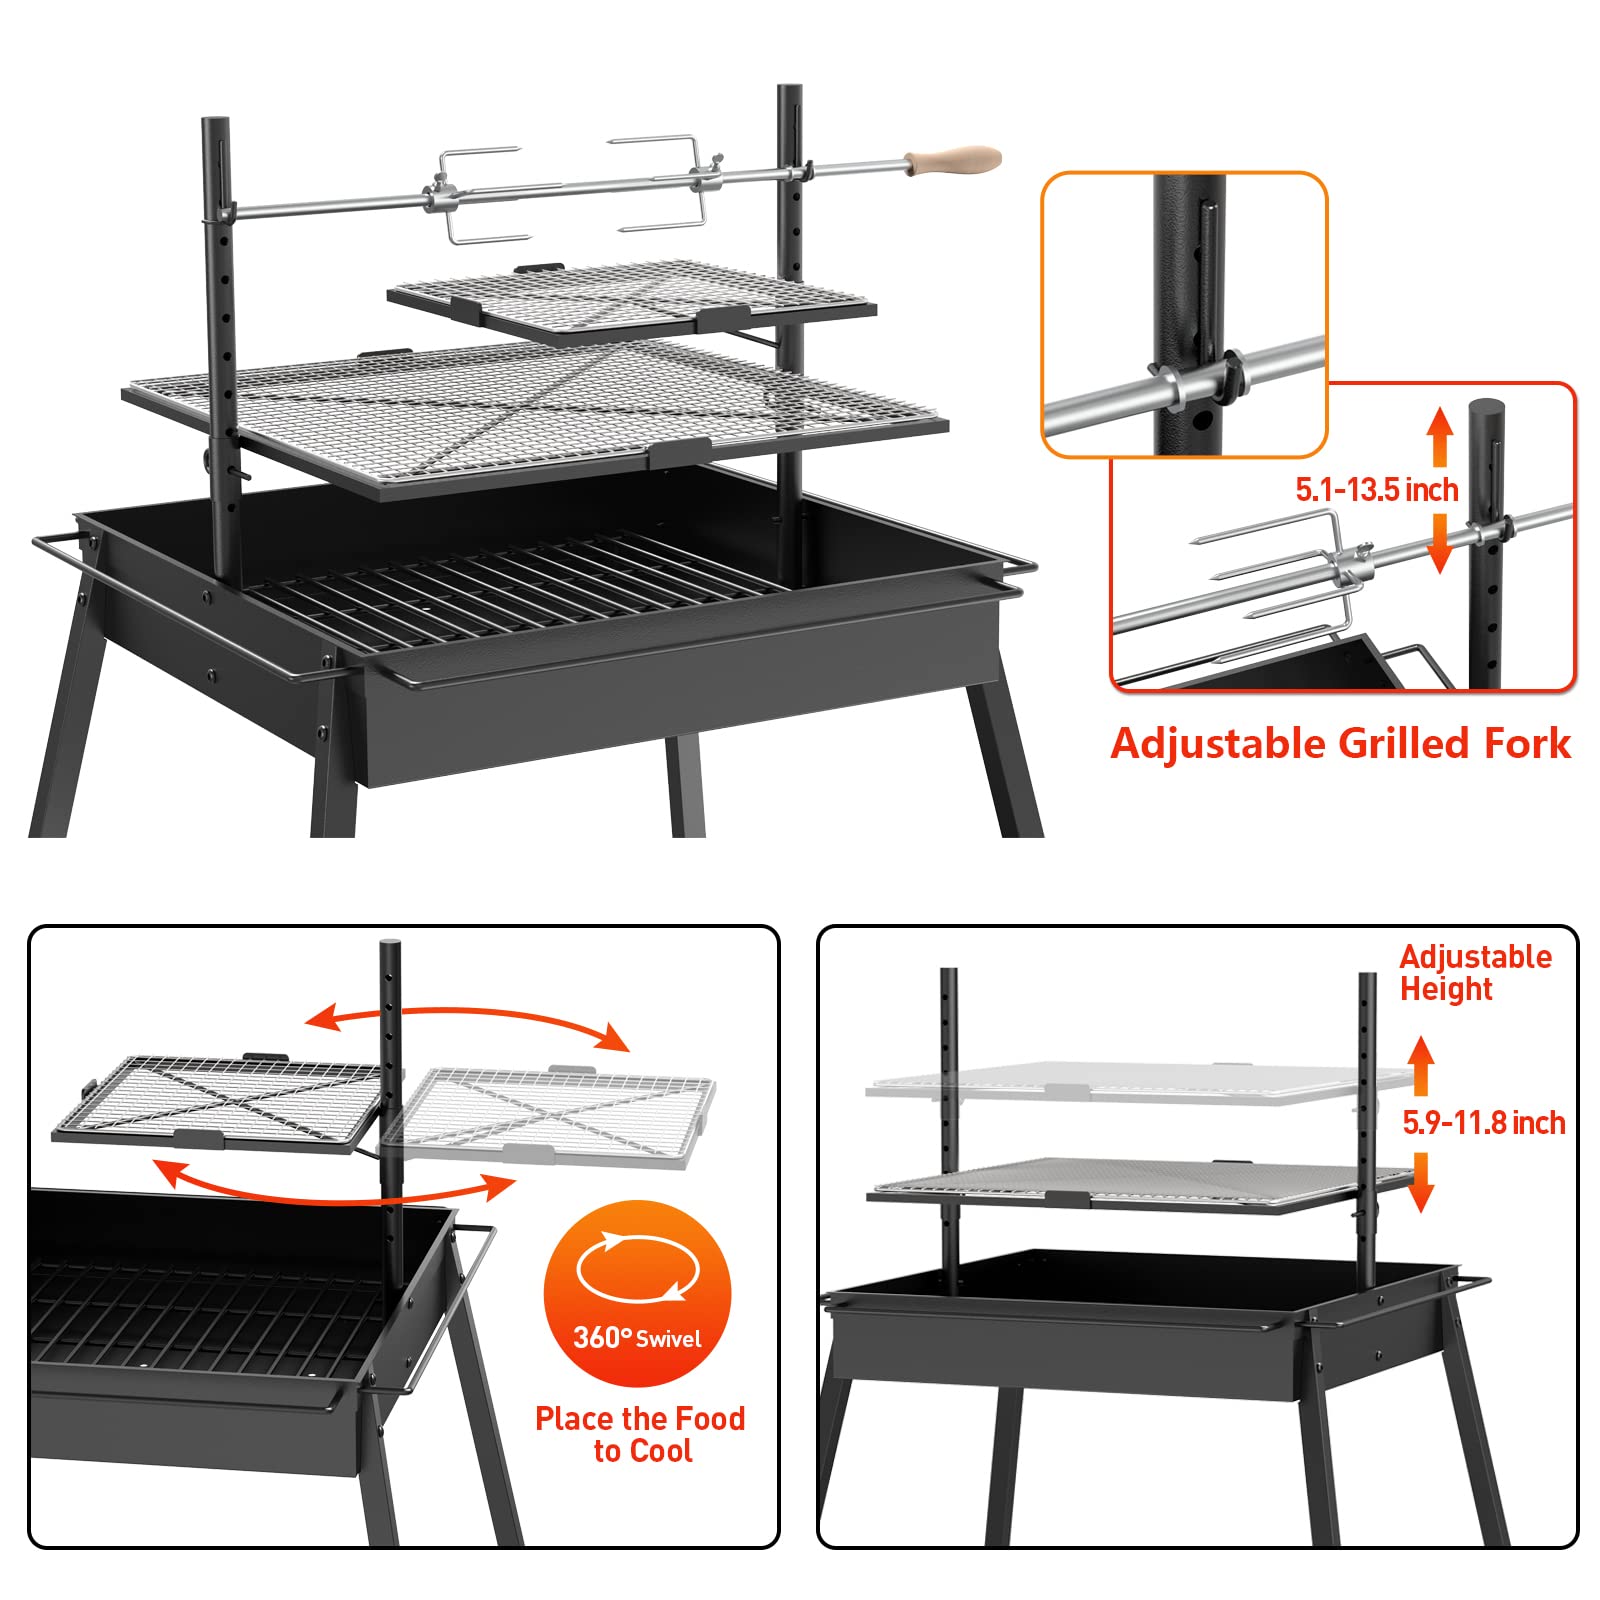 5.1-13.5 inch
Adjustable Grilled Fork
360° Swivel
Place the Food
to Cool
Adjustable
Height
5.9-11.8 inch